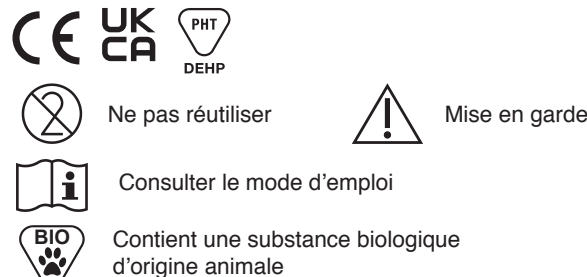 CE UK
CA PHT
DEHP
2 Ne pas réutiliser ! Mise en garde
i Consulter le mode d'emploi
BIO Contient une substance biologique
d'origine animale